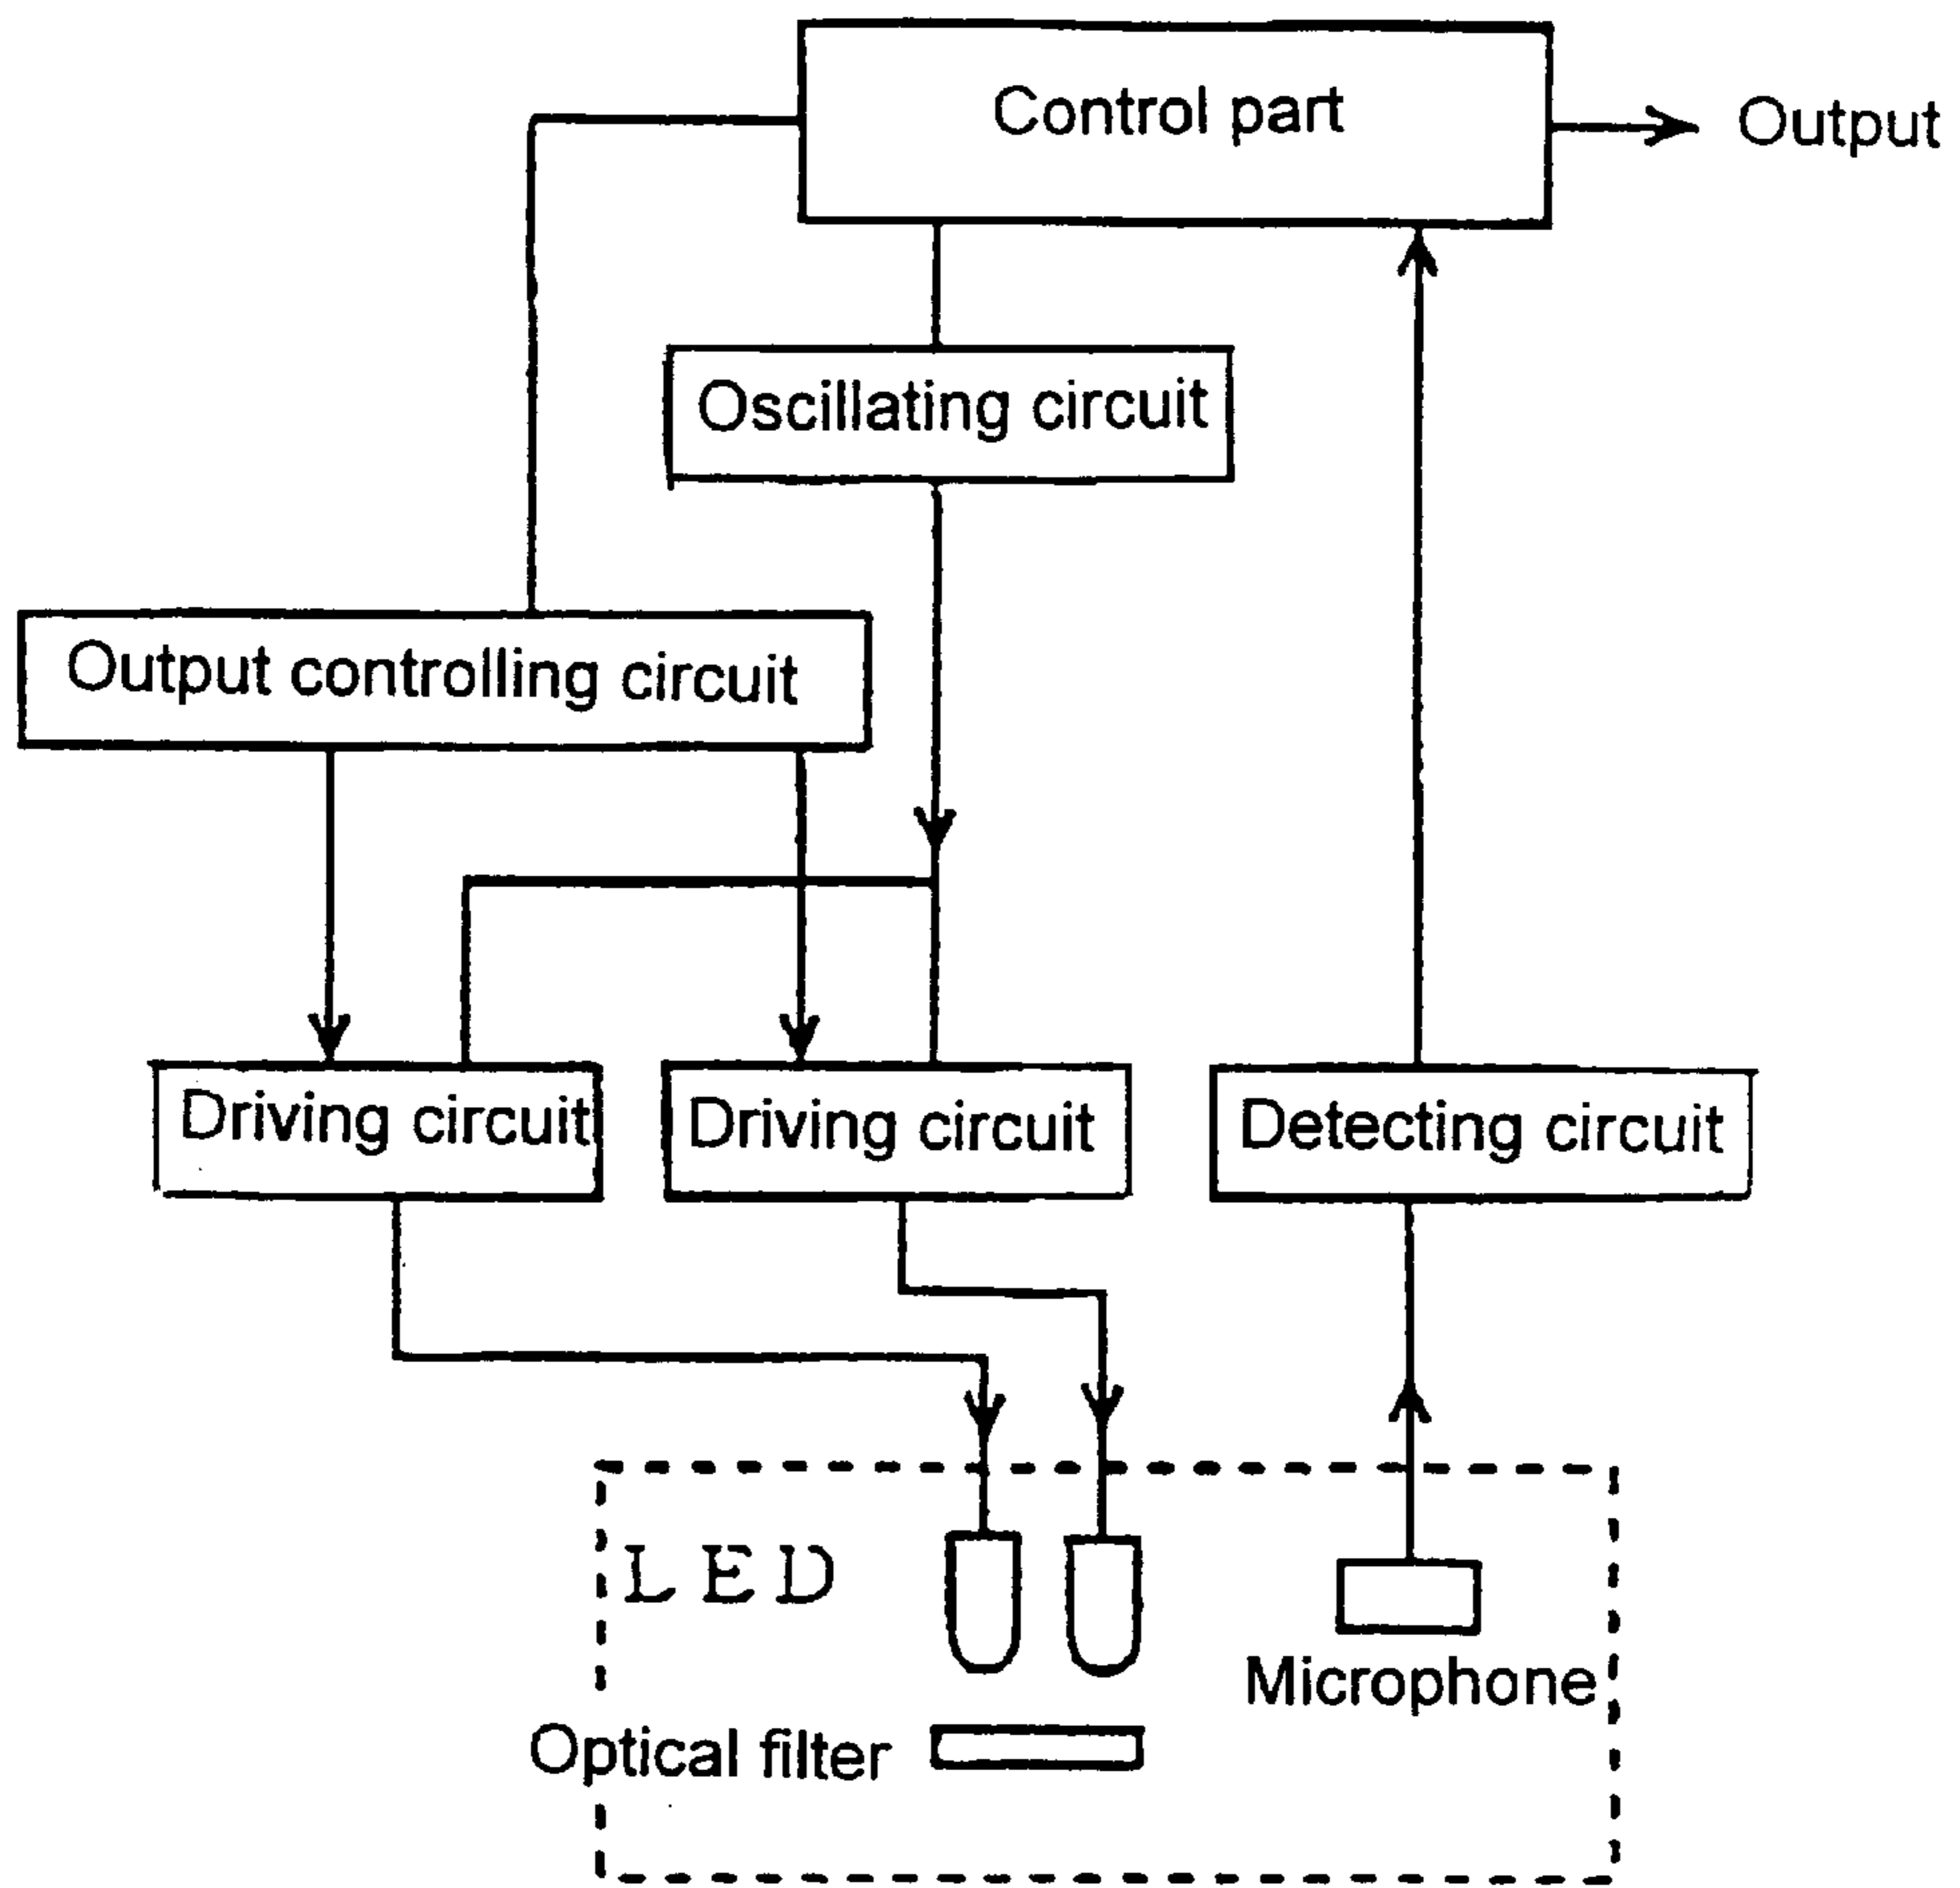 Control part
Output
Oscillating circuit
Output controlling circuit
Driving circuit
Driving circuit
Detecting circuit
LED
Microphone
Optical filter